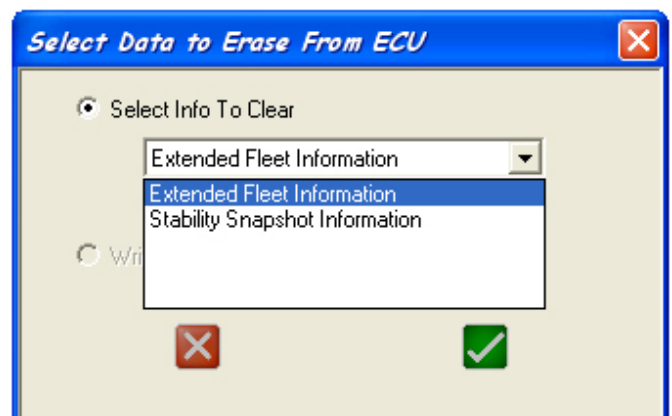 Select Data to Erase From ECU
Select Info To Clear
Extended Fleet Information
Extended Fleet Information
Stability Snapshot Information